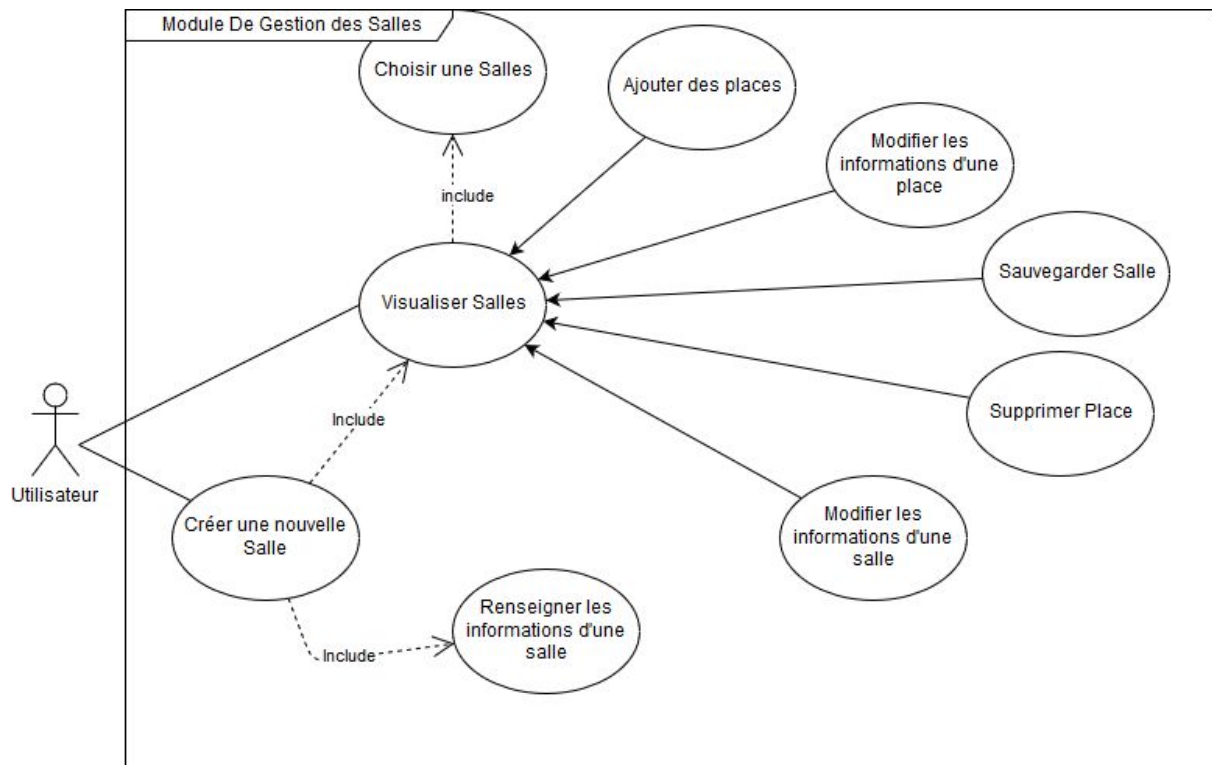 Module De Gestion des Salles
Choisir une Salles
Ajouter des places
Modifier les
informations d'une
place
include
Sauvegarder Salle
Visualiser Salles
Supprimer Place
Include
Utilisateur
Créer une nouvelle
Salle
Modifier les
informations d'une
salle
Renseigner les
informations d'une
salle
Include